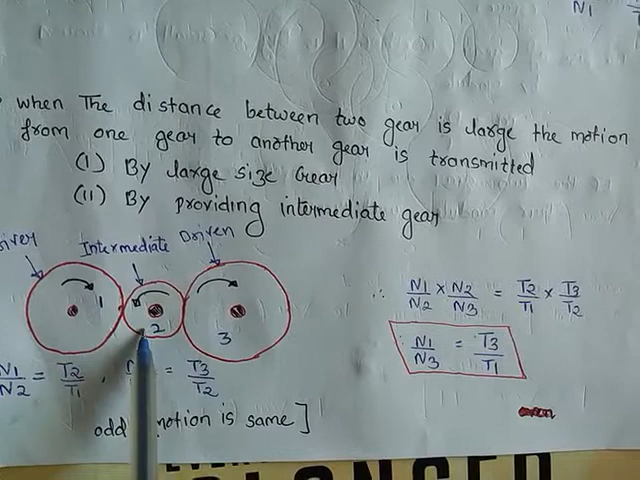 N1
when The distance between two gear is large the motion
from one gear to another gear is transmitted
(I) By large size Gear
(II) By providing intermediate gear
Intermediate Driven
1
2
3
∴ N1/N2 × N2/N3 = T2/T1 × T3/T2
N1/N3 = T3/T1
N1/N2 = T2/T1 , = T3/T2
odd motion is same ]